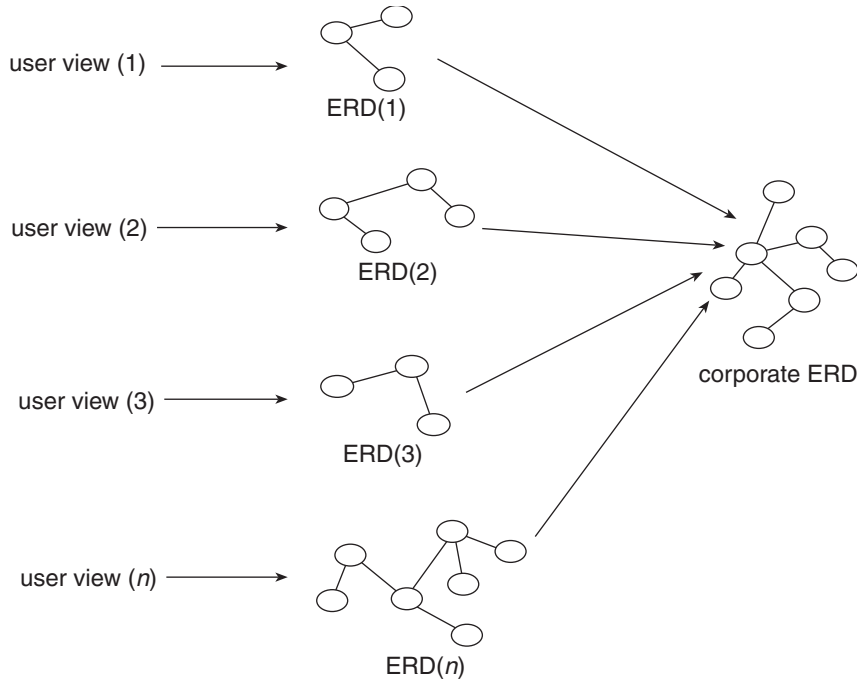 user view (1)
ERD(1)
user view (2)
ERD(2)
corporate ERD
user view (3)
ERD(3)
user view (n)
ERD(n)